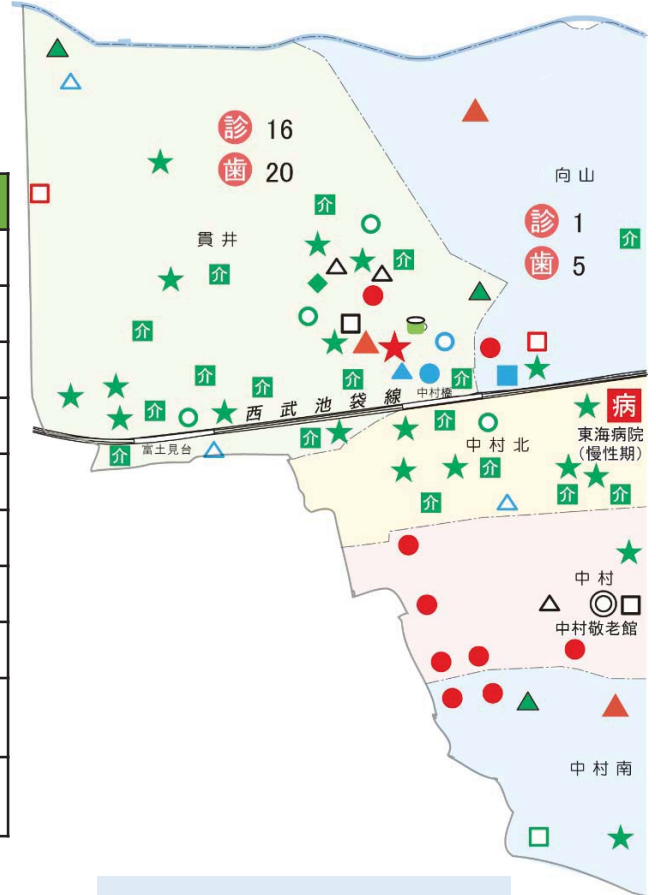 診 16
歯 20
向山
介
貫井
診 1
介
歯 5
介
介
介
介
介
介
介
中村橋
西武池袋線
介
病
介
介
東海病院
(慢性期)
富士見台
介
中村北
介
介
介
介
中村
中村敬老館
中村南